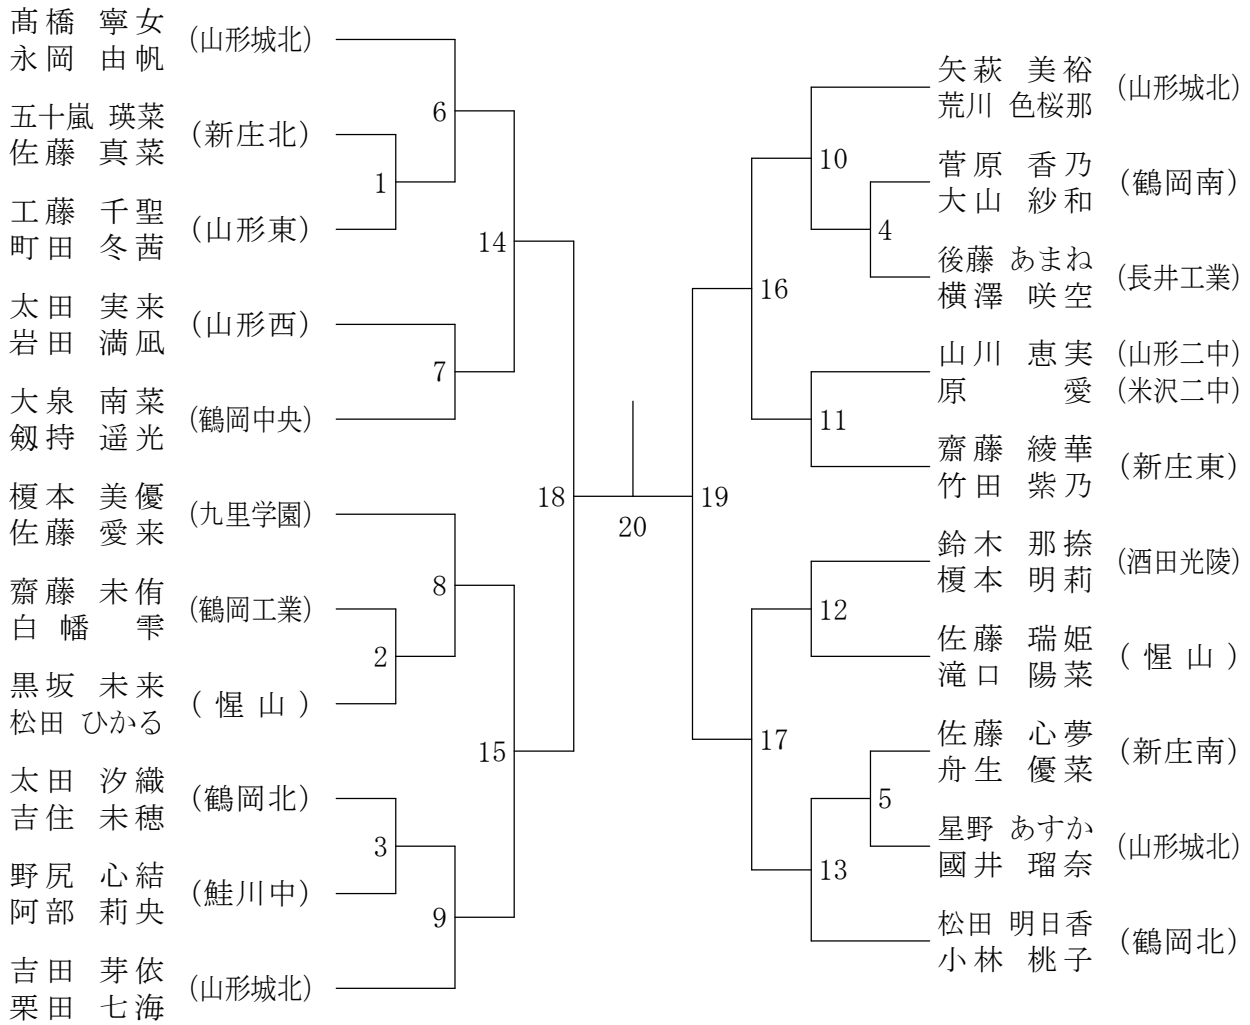 髙橋 寧女
永岡 由帆
(山形城北)
五十嵐 瑛菜
佐藤 真菜
(新庄北)
工藤 千聖
町田 冬茜
(山形東)
太田 実来
岩田 満凪
(山形西)
大泉 南菜
剱持 遥光
(鶴岡中央)
榎本 美優
佐藤 愛来
(九里学園)
齋藤 未侑
白幡 雫
(鶴岡工業)
黒坂 未来
松田 ひかる
(惺山)
太田 汐織
吉住 未穂
(鶴岡北)
野尻 心結
阿部 莉央
(鮭川中)
吉田 芽依
栗田 七海
(山形城北)
1
2
3
6
7
8
9
14
15
18
20
19
16
17
10
11
12
13
4
5
矢萩 美裕
荒川 色桜那
(山形城北)
菅原 香乃
大山 紗和
(鶴岡南)
後藤 あまね
横澤 咲空
(長井工業)
山川 恵実 (山形二中)
原 愛 (米沢二中)
齋藤 綾華
竹田 紫乃
(新庄東)
鈴木 那捺
榎本 明莉
(酒田光陵)
佐藤 瑞姫
滝口 陽菜
(惺山)
佐藤 心夢
舟生 優菜
(新庄南)
星野 あすか
國井 瑠奈
(山形城北)
松田 明日香
小林 桃子
(鶴岡北)